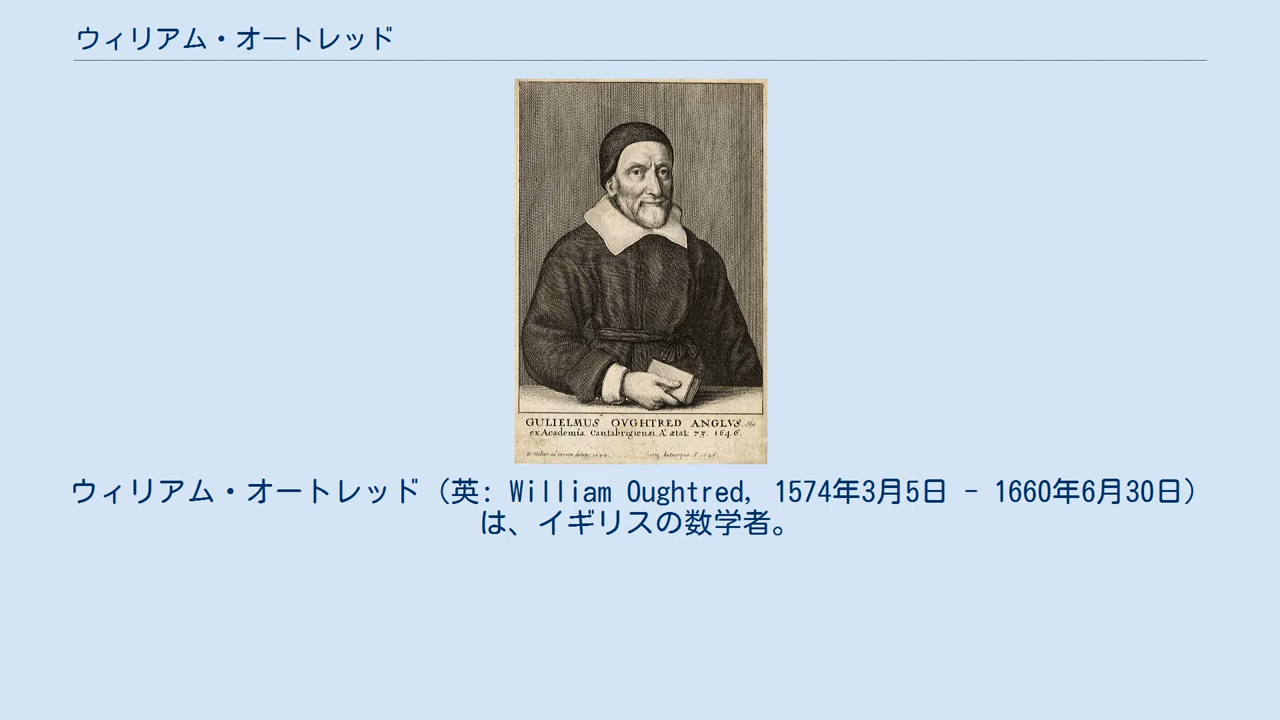 ウィリアム・オートレッド
GULIELMUS OVGHTRED ANGLVS.
ex Academia Cantabrigiensi. Aº ætat: 73. 1646.
ウィリアム・オートレッド（英: William Oughtred, 1574年3月5日 - 1660年6月30日）
は、イギリスの数学者。